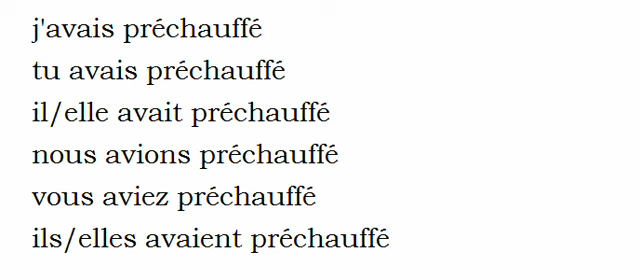 j'avais préchauffé
tu avais préchauffé
il/elle avait préchauffé
nous avions préchauffé
vous aviez préchauffé
ils/elles avaient préchauffé